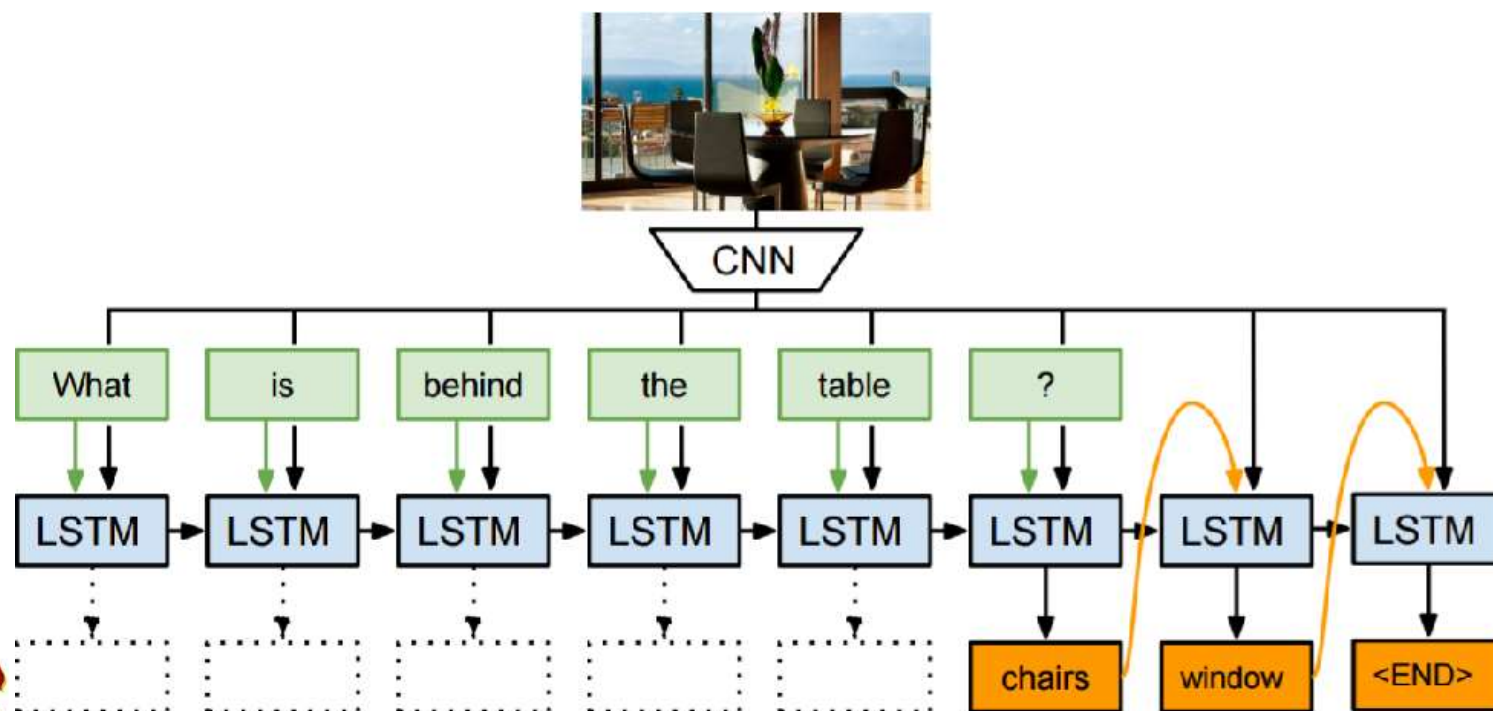 CNN
What is behind the table ?
LSTM LSTM LSTM LSTM LSTM LSTM LSTM LSTM
chairs window <END>